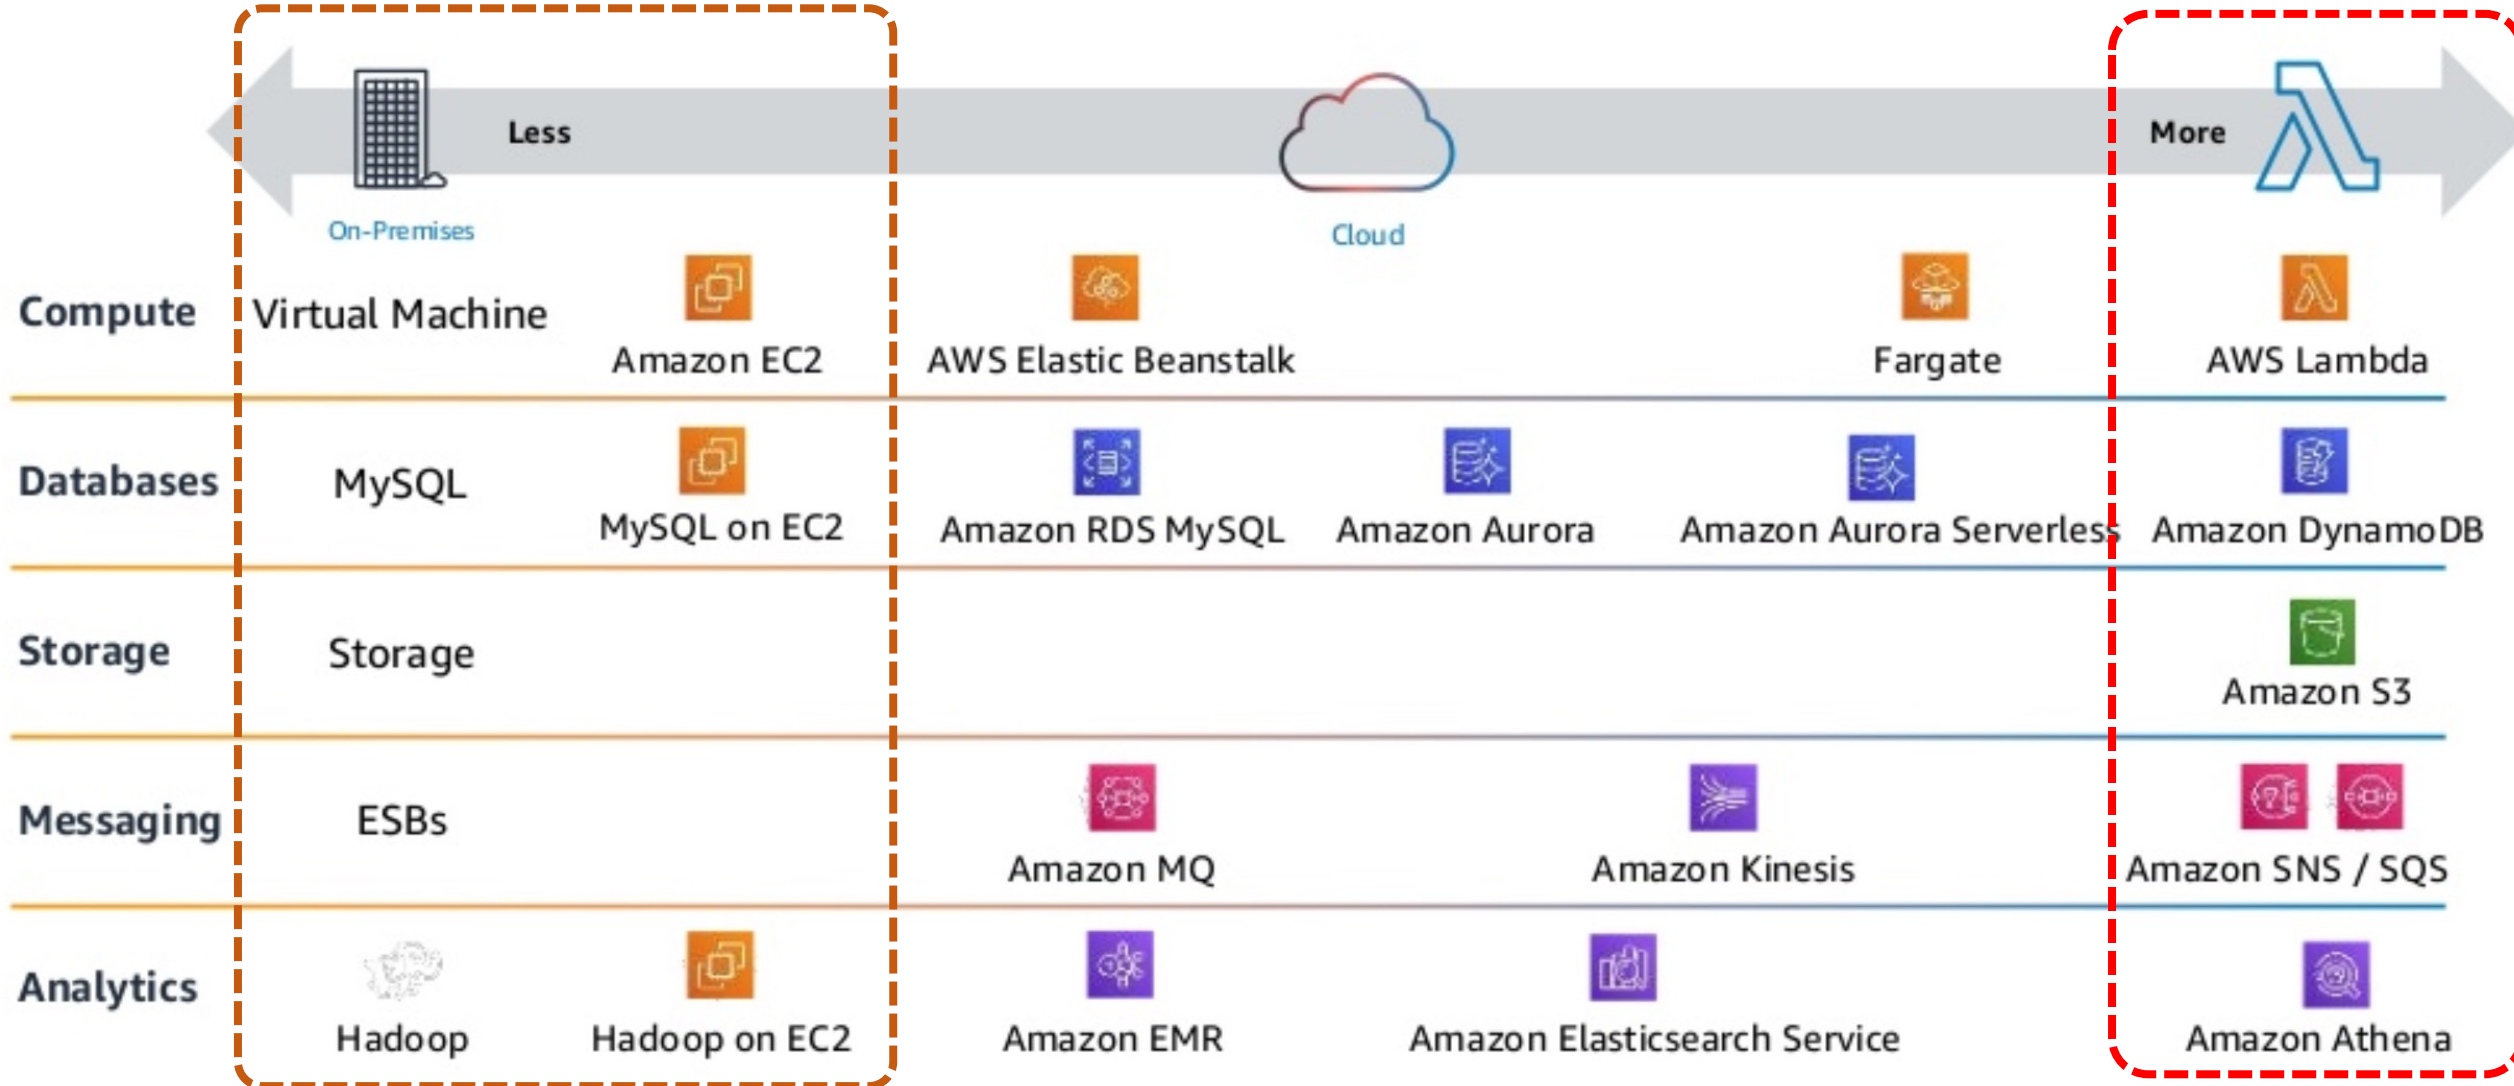 Less
More
On-Premises
Cloud
Compute
Virtual Machine
Amazon EC2
AWS Elastic Beanstalk
Fargate
AWS Lambda
Databases
MySQL
MySQL on EC2
Amazon RDS MySQL
Amazon Aurora
Amazon Aurora Serverless
Amazon DynamoDB
Storage
Storage
Amazon S3
Messaging
ESBs
Amazon MQ
Amazon Kinesis
Amazon SNS / SQS
Analytics
Hadoop
Hadoop on EC2
Amazon EMR
Amazon Elasticsearch Service
Amazon Athena